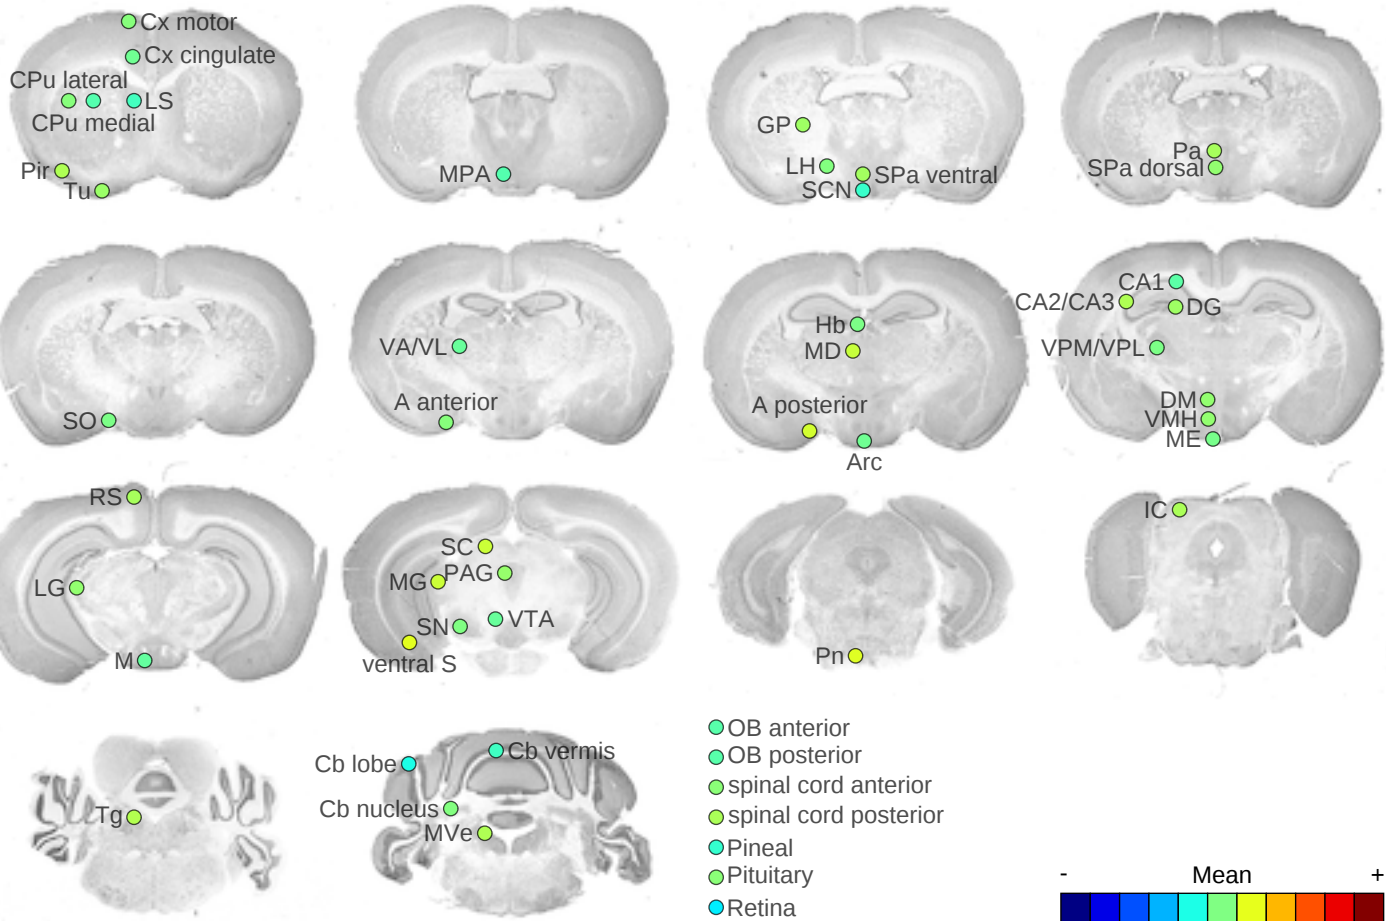 Cx motor
Cx cingulate
CPu lateral
LS
CPu medial
Pir
Tu
MPA
GP
LH
SPa ventral
SCN
Pa
SPa dorsal
SO
VA/VL
A anterior
Hb
MD
A posterior
Arc
CA1
CA2/CA3
DG
VPM/VPL
DM
VMH
ME
RS
LG
M
SC
MG
PAG
SN
VTA
ventral S
Pn
IC
Tg
Cb lobe
Cb vermis
Cb nucleus
MVe
OB anterior
OB posterior
spinal cord anterior
spinal cord posterior
Pineal
Pituitary
Retina
- Mean +